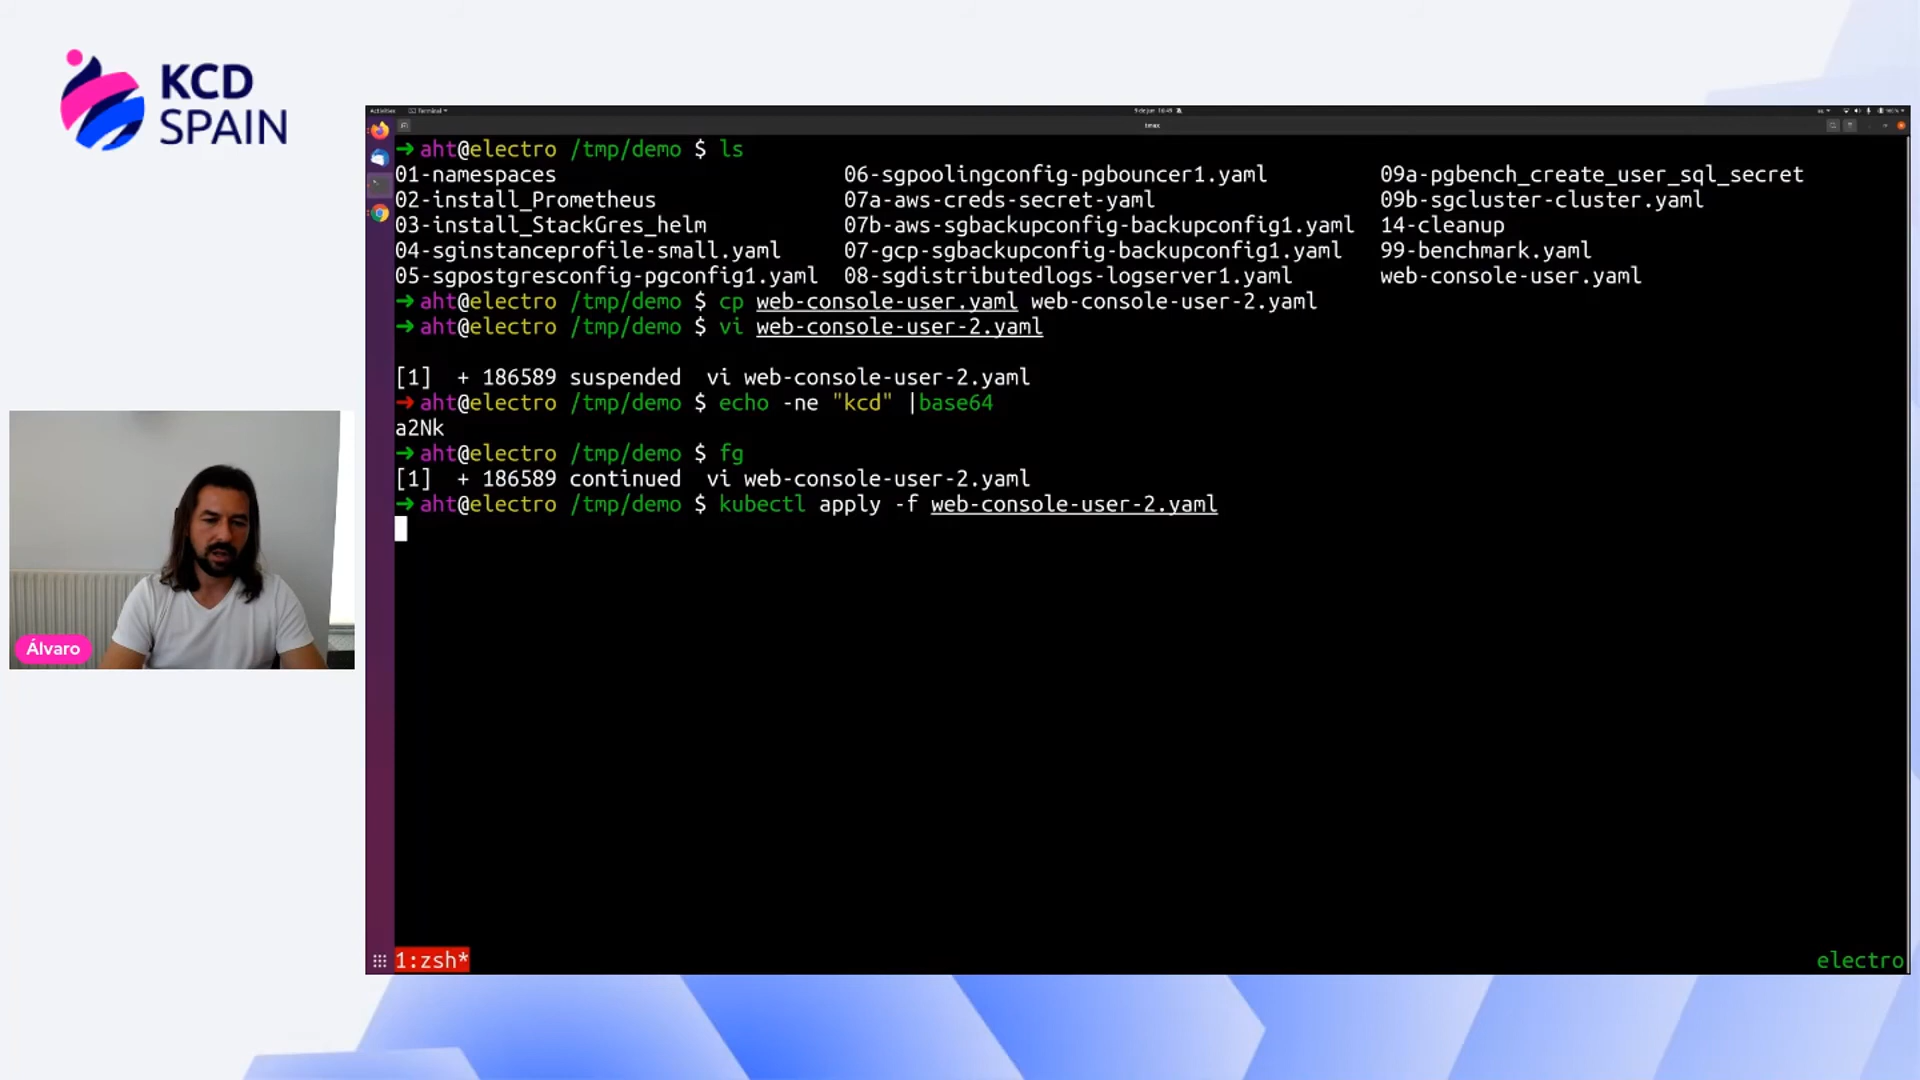 KCD
SPAIN
Activities
Terminal
tmux
➜ aht@electro /tmp/demo $ ls
01-namespaces 06-sgpoolingconfig-pgbouncer1.yaml 09a-pgbench_create_user_sql_secret
02-install_Prometheus 07a-aws-creds-secret-yaml 09b-sgcluster-cluster.yaml
03-install_StackGres_helm 07b-aws-sgbackupconfig-backupconfig1.yaml 14-cleanup
04-sginstanceprofile-small.yaml 07-gcp-sgbackupconfig-backupconfig1.yaml 99-benchmark.yaml
05-sgpostgresconfig-pgconfig1.yaml 08-sgdistributedlogs-logserver1.yaml web-console-user.yaml
➜ aht@electro /tmp/demo $ cp web-console-user.yaml web-console-user-2.yaml
➜ aht@electro /tmp/demo $ vi web-console-user-2.yaml
[1] + 186589 suspended vi web-console-user-2.yaml
➜ aht@electro /tmp/demo $ echo -ne "kcd" |base64
a2Nk
➜ aht@electro /tmp/demo $ fg
[1] + 186589 continued vi web-console-user-2.yaml
➜ aht@electro /tmp/demo $ kubectl apply -f web-console-user-2.yaml
Álvaro
1:zsh*
electro